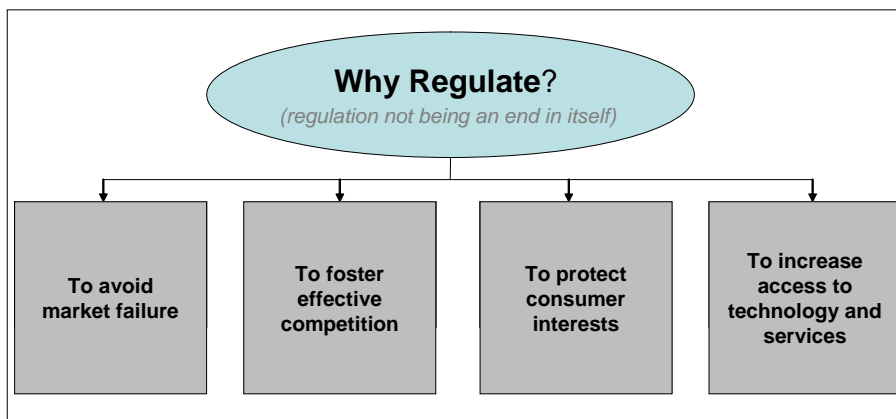 Why Regulate?
(regulation not being an end in itself)
To avoid
market failure
To foster
effective
competition
To protect
consumer
interests
To increase
access to
technology and
services